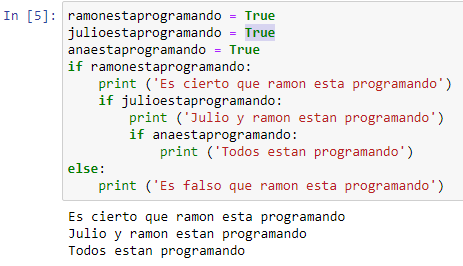 In [5]: ramonestaprogramando = True
julioestaprogramando = True
anaestaprogramando = True
if ramonestaprogramando:
    print ('Es cierto que ramon esta programando')
    if julioestaprogramando:
        print ('Julio y ramon estan programando')
        if anaestaprogramando:
            print ('Todos estan programando')
else:
    print ('Es falso que ramon esta programando')
Es cierto que ramon esta programando
Julio y ramon estan programando
Todos estan programando